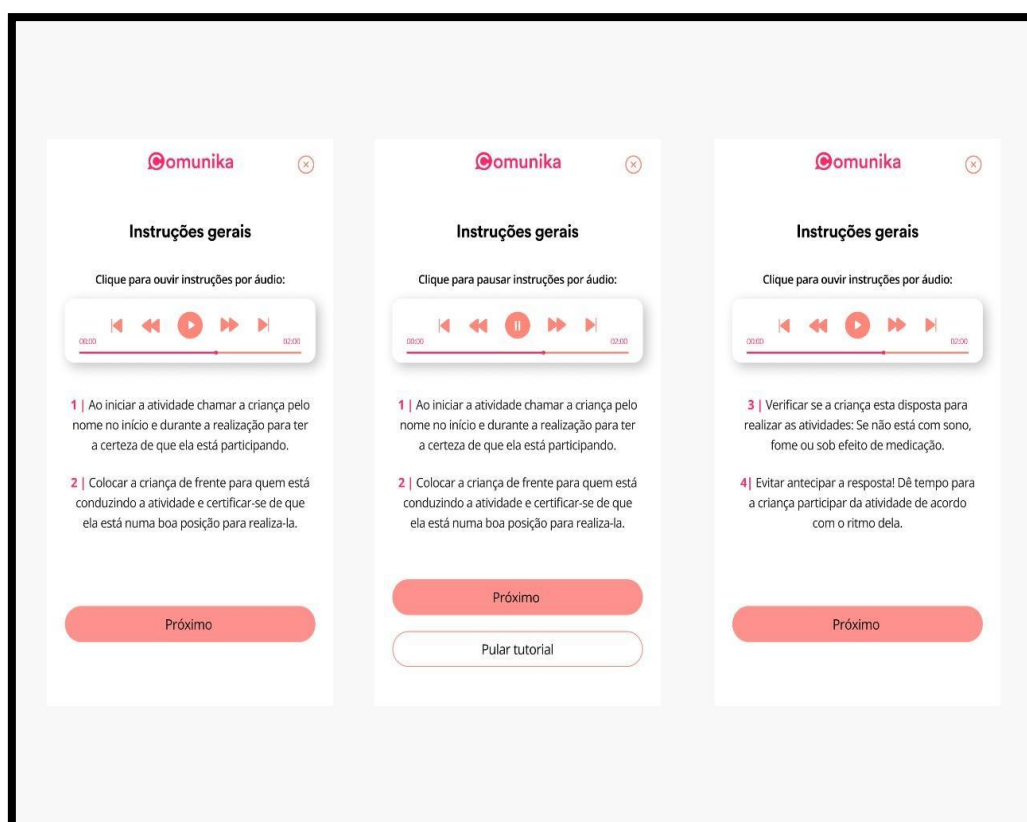 Comunika
Instruções gerais
Clique para ouvir instruções por áudio:
00:00
02:00
1 | Ao iniciar a atividade chamar a criança pelo
nome no início e durante a realização para ter
a certeza de que ela está participando.
2 | Colocar a criança de frente para quem está
conduzindo a atividade e certificar-se de que
ela está numa boa posição para realiza-la.
Próximo
Comunika
Instruções gerais
Clique para pausar instruções por áudio:
00:00
02:00
1 | Ao iniciar a atividade chamar a criança pelo
nome no início e durante a realização para ter
a certeza de que ela está participando.
2 | Colocar a criança de frente para quem está
conduzindo a atividade e certificar-se de que
ela está numa boa posição para realiza-la.
Próximo
Pular tutorial
Comunika
Instruções gerais
Clique para ouvir instruções por áudio:
00:00
02:00
3 | Verificar se a criança esta disposta para
realizar as atividades: Se não está com sono,
fome ou sob efeito de medicação.
4| Evitar antecipar a resposta! Dê tempo para
a criança participar da atividade de acordo
com o ritmo dela.
Próximo